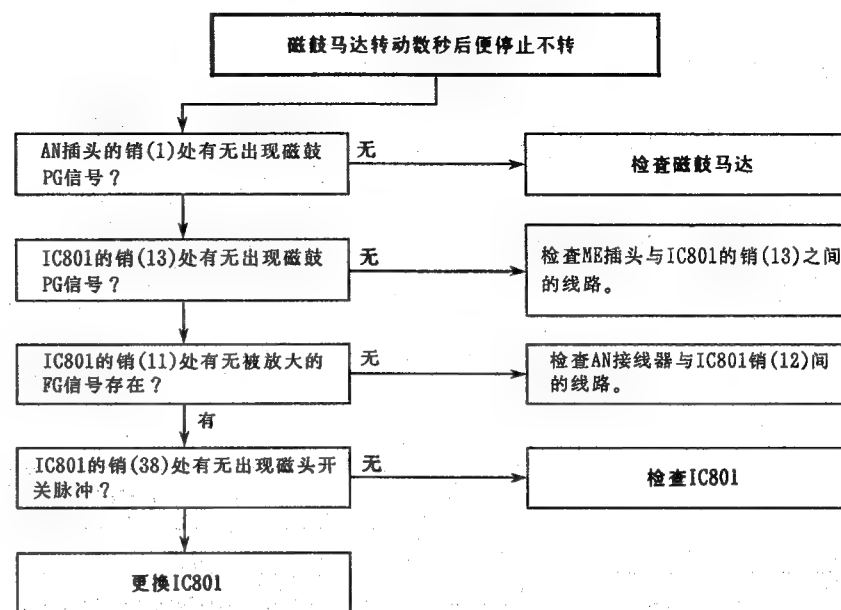 磁鼓马达转动数秒后便停止不转
AN插头的销(1)处有无出现磁鼓
PG信号?
无
检查磁鼓马达
IC801的销(13)处有无出现磁鼓
PG信号?
无
检查ME插头与IC801的销(13)之间
的线路。
IC801的销(11)处有无被放大的
FG信号存在?
无
检查AN接线器与IC801销(12)间
的线路。
有
IC801的销(38)处有无出现磁头开
关脉冲?
无
检查IC801
更换IC801